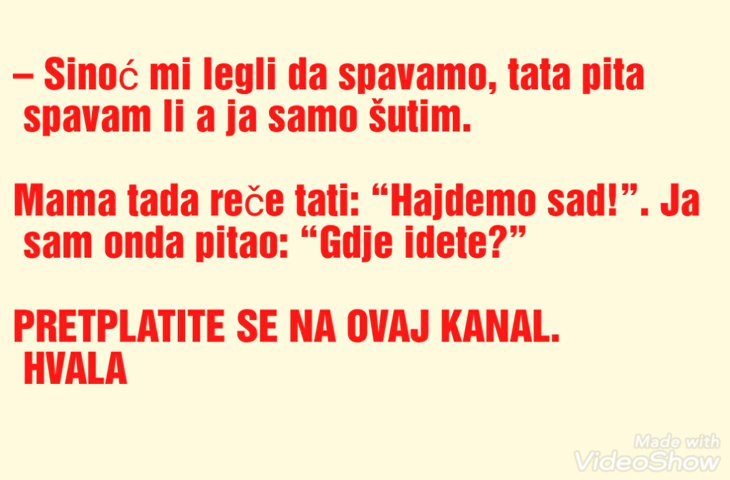 – Sinoć mi legli da spavamo, tata pita
spavam li a ja samo šutim.
Mama tada reče tati: “Hajdemo sad!”. Ja
sam onda pitao: “Gdje idete?”
PRETPLATITE SE NA OVAJ KANAL.
HVALA
Made with
VideoShow